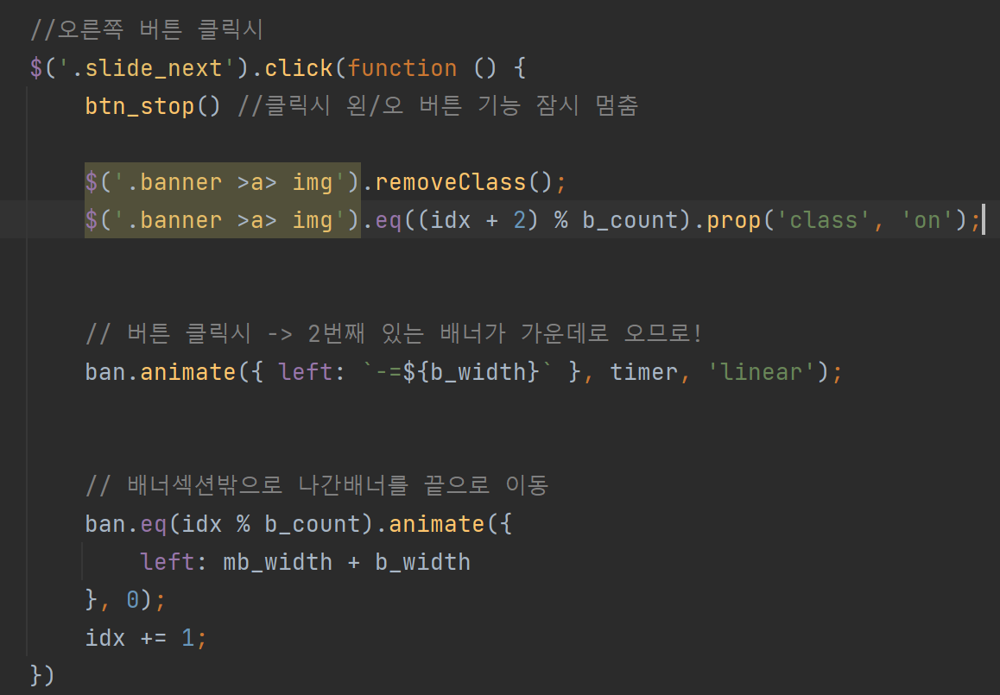 //오른쪽 버튼 클릭시
$('.slide_next').click(function () {
    btn_stop() //클릭시 왼/오 버튼 기능 잠시 멈춤
    $('.banner >a> img').removeClass();
    $('.banner >a> img').eq((idx + 2) % b_count).prop('class', 'on');
    // 버튼 클릭시 -> 2번째 있는 배너가 가운데로 오므로!
    ban.animate({ left: `-=${b_width}` }, timer, 'linear');
    // 배너섹션밖으로 나간배너를 끝으로 이동
    ban.eq(idx % b_count).animate({
        left: mb_width + b_width
    }, 0);
    idx += 1;
})